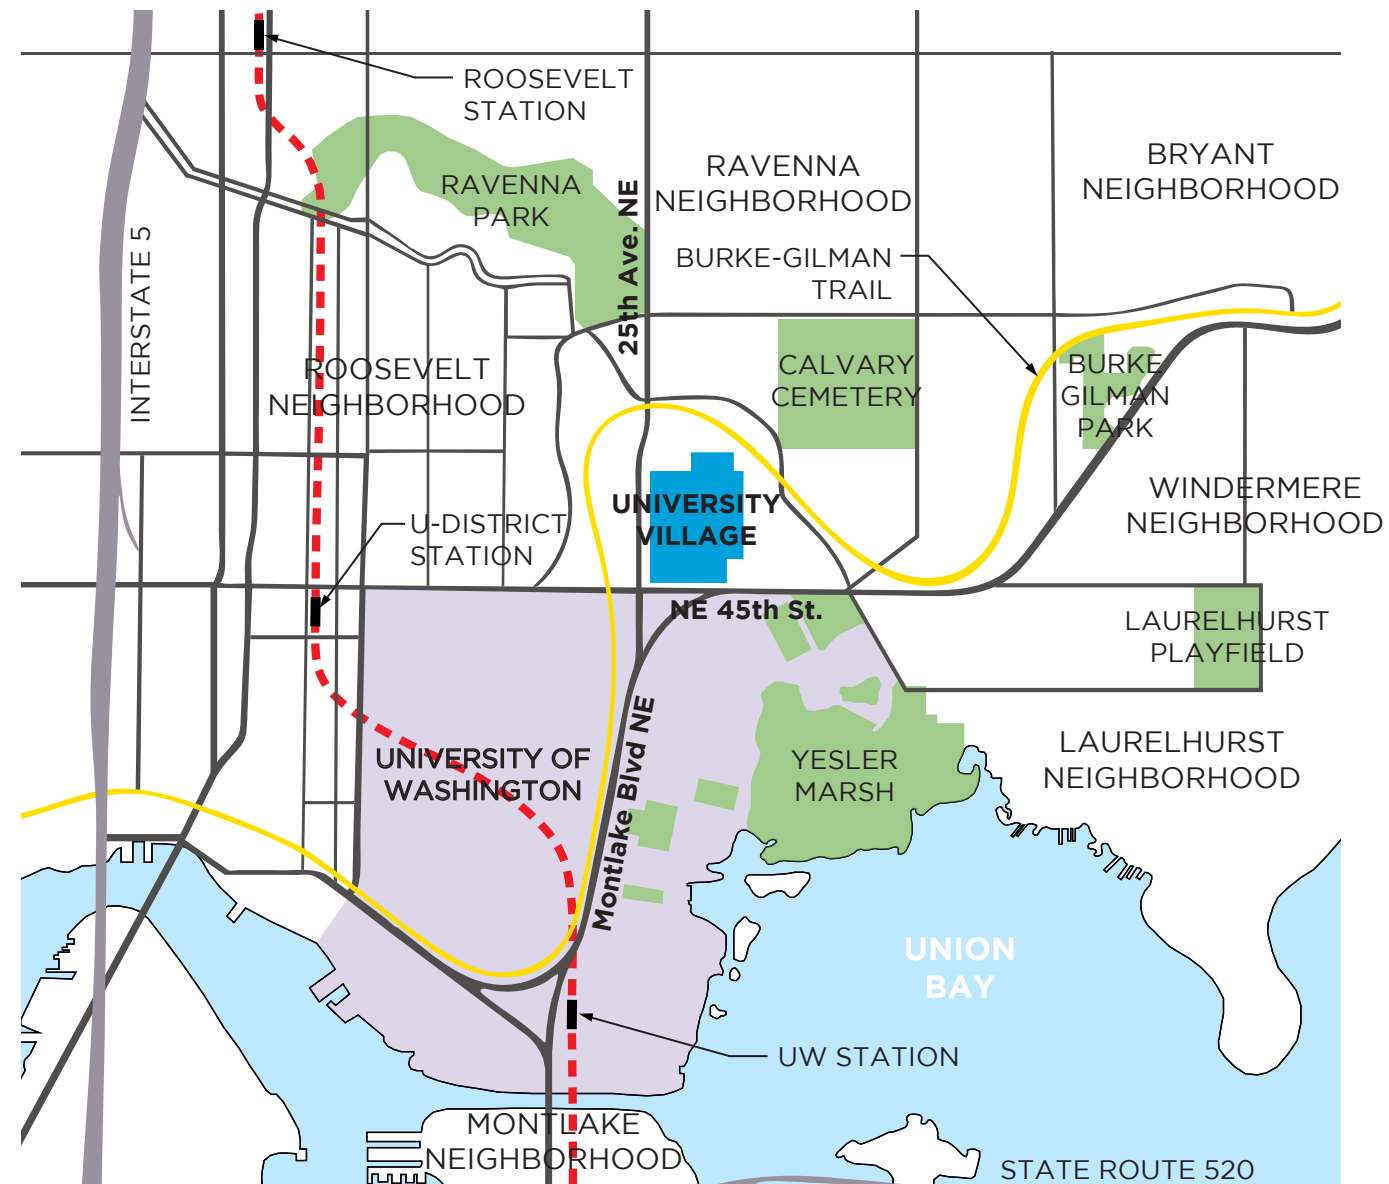 ROOSEVELT
STATION
RAVENNA
NEIGHBORHOOD
BRYANT
NEIGHBORHOOD
RAVENNA
PARK
25th Ave. NE
BURKE-GILMAN
TRAIL
INTERSTATE 5
ROOSEVELT
NEIGHBORHOOD
CALVARY
CEMETERY
BURKE
GILMAN
PARK
UNIVERSITY
VILLAGE
WINDERMERE
NEIGHBORHOOD
U-DISTRICT
STATION
NE 45th St.
LAURELHURST
PLAYFIELD
UNIVERSITY OF
WASHINGTON
Montlake Blvd NE
YESLER
MARSH
LAURELHURST
NEIGHBORHOOD
UNION
BAY
UW STATION
MONTLAKE
NEIGHBORHOOD
STATE ROUTE 520